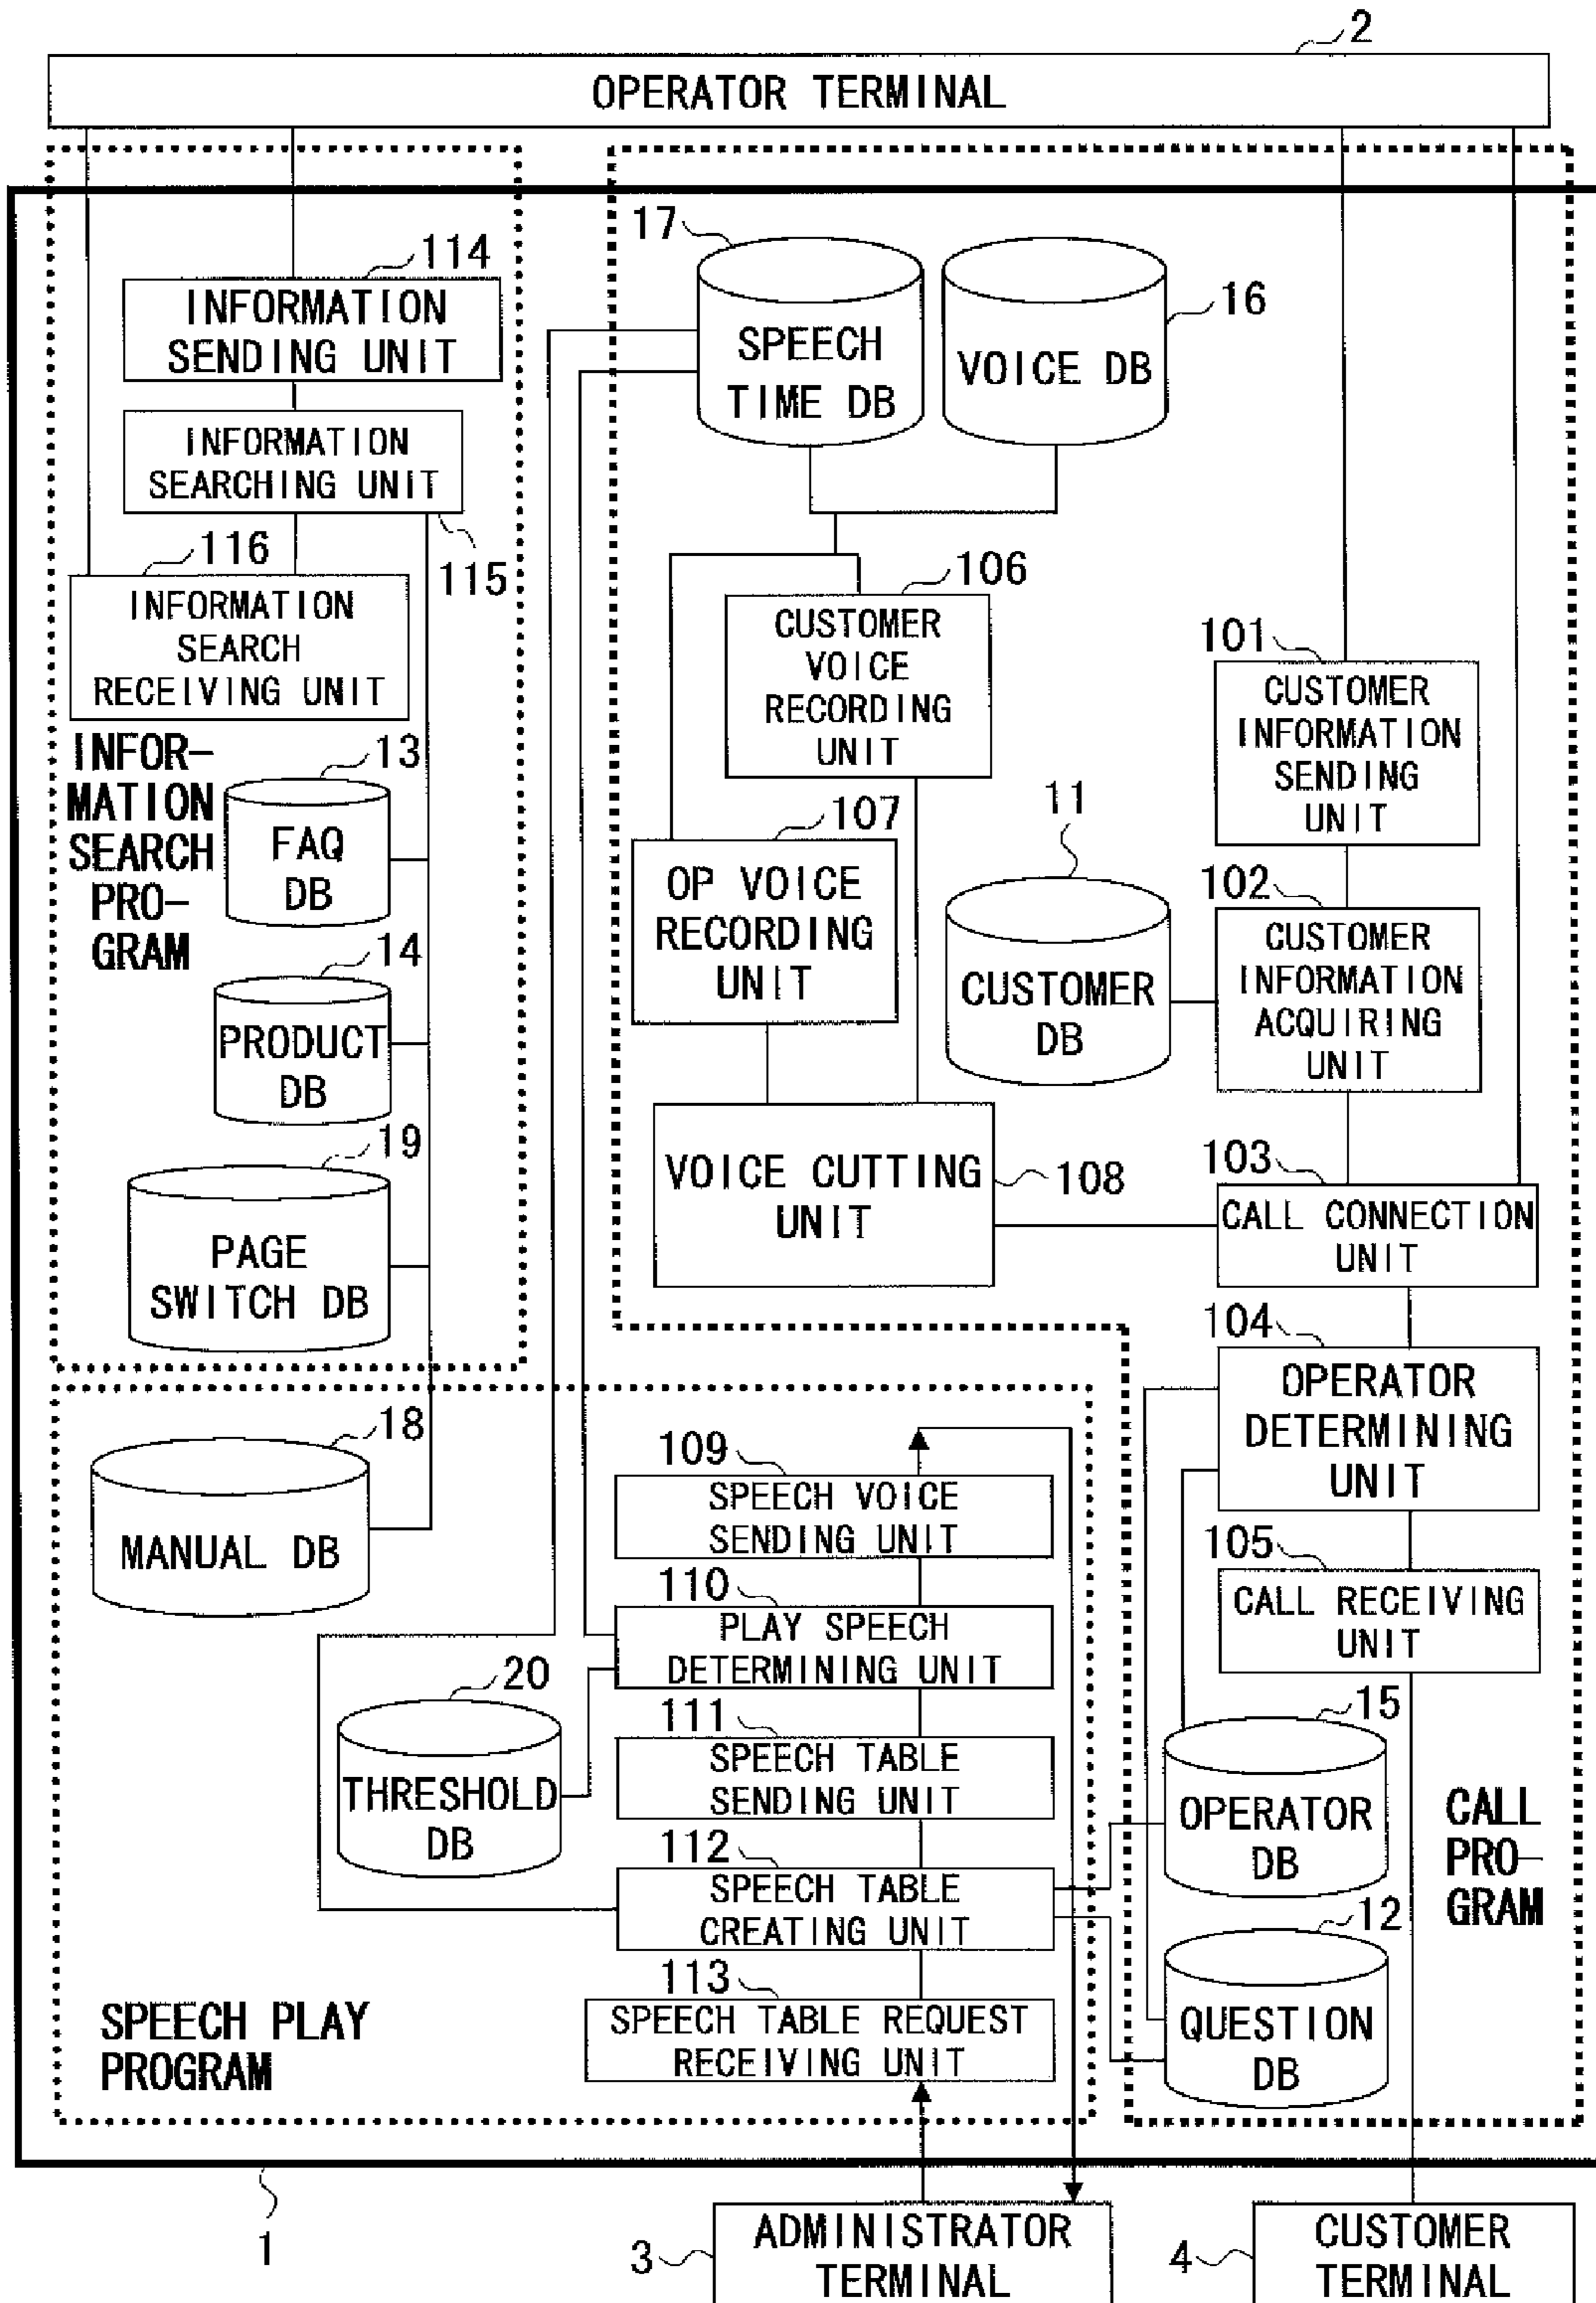 2
OPERATOR TERMINAL
114
INFORMATION
SENDING UNIT
INFORMATION
SEARCHING UNIT
115
116
INFORMATION
SEARCH
RECEIVING UNIT
INFOR-
MATION
SEARCH
PRO-
GRAM
13
FAQ
DB
14
PRODUCT
DB
19
PAGE
SWITCH DB
17
SPEECH
TIME DB
16
VOICE DB
106
CUSTOMER
VOICE
RECORDING
UNIT
107
OP VOICE
RECORDING
UNIT
11
CUSTOMER
DB
VOICE CUTTING
UNIT
108
101
CUSTOMER
INFORMATION
SENDING
UNIT
102
CUSTOMER
INFORMATION
ACQUIRING
UNIT
103
CALL CONNECTION
UNIT
104
OPERATOR
DETERMINING
UNIT
105
CALL RECEIVING
UNIT
15
OPERATOR
DB
12
QUESTION
DB
CALL
PRO-
GRAM
18
MANUAL DB
109
SPEECH VOICE
SENDING UNIT
110
PLAY SPEECH
DETERMINING UNIT
20
THRESHOLD
DB
111
SPEECH TABLE
SENDING UNIT
112
SPEECH TABLE
CREATING UNIT
113
SPEECH TABLE REQUEST
RECEIVING UNIT
SPEECH PLAY
PROGRAM
1
3
ADMINISTRATOR
TERMINAL
4
CUSTOMER
TERMINAL